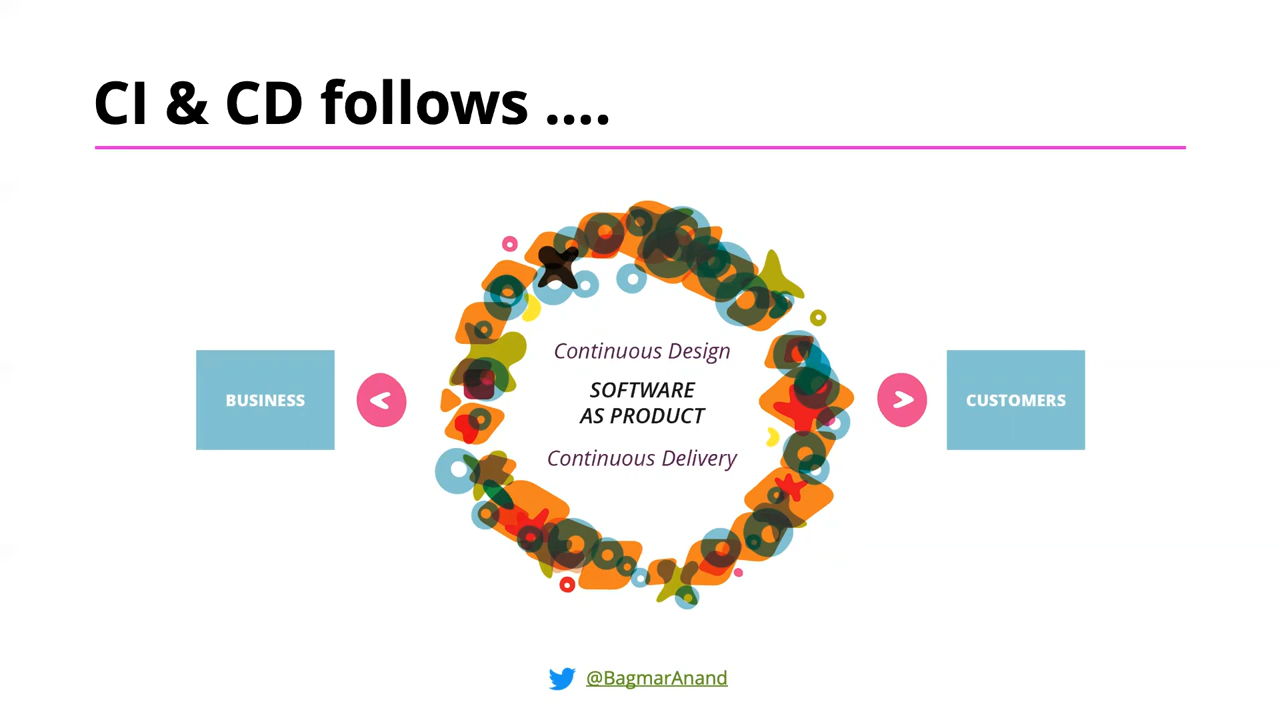 CI & CD follows ....
Continuous Design
SOFTWARE
AS PRODUCT
Continuous Delivery
BUSINESS
<
>
CUSTOMERS
@BagmarAnand